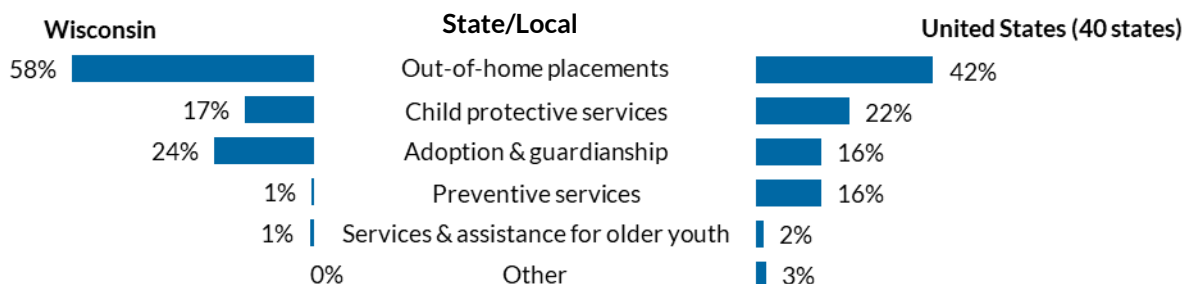 Wisconsin State/Local United States (40 states)
58% Out-of-home placements 42%
17% Child protective services 22%
24% Adoption & guardianship 16%
1% Preventive services 16%
1% Services & assistance for older youth 2%
0% Other 3%